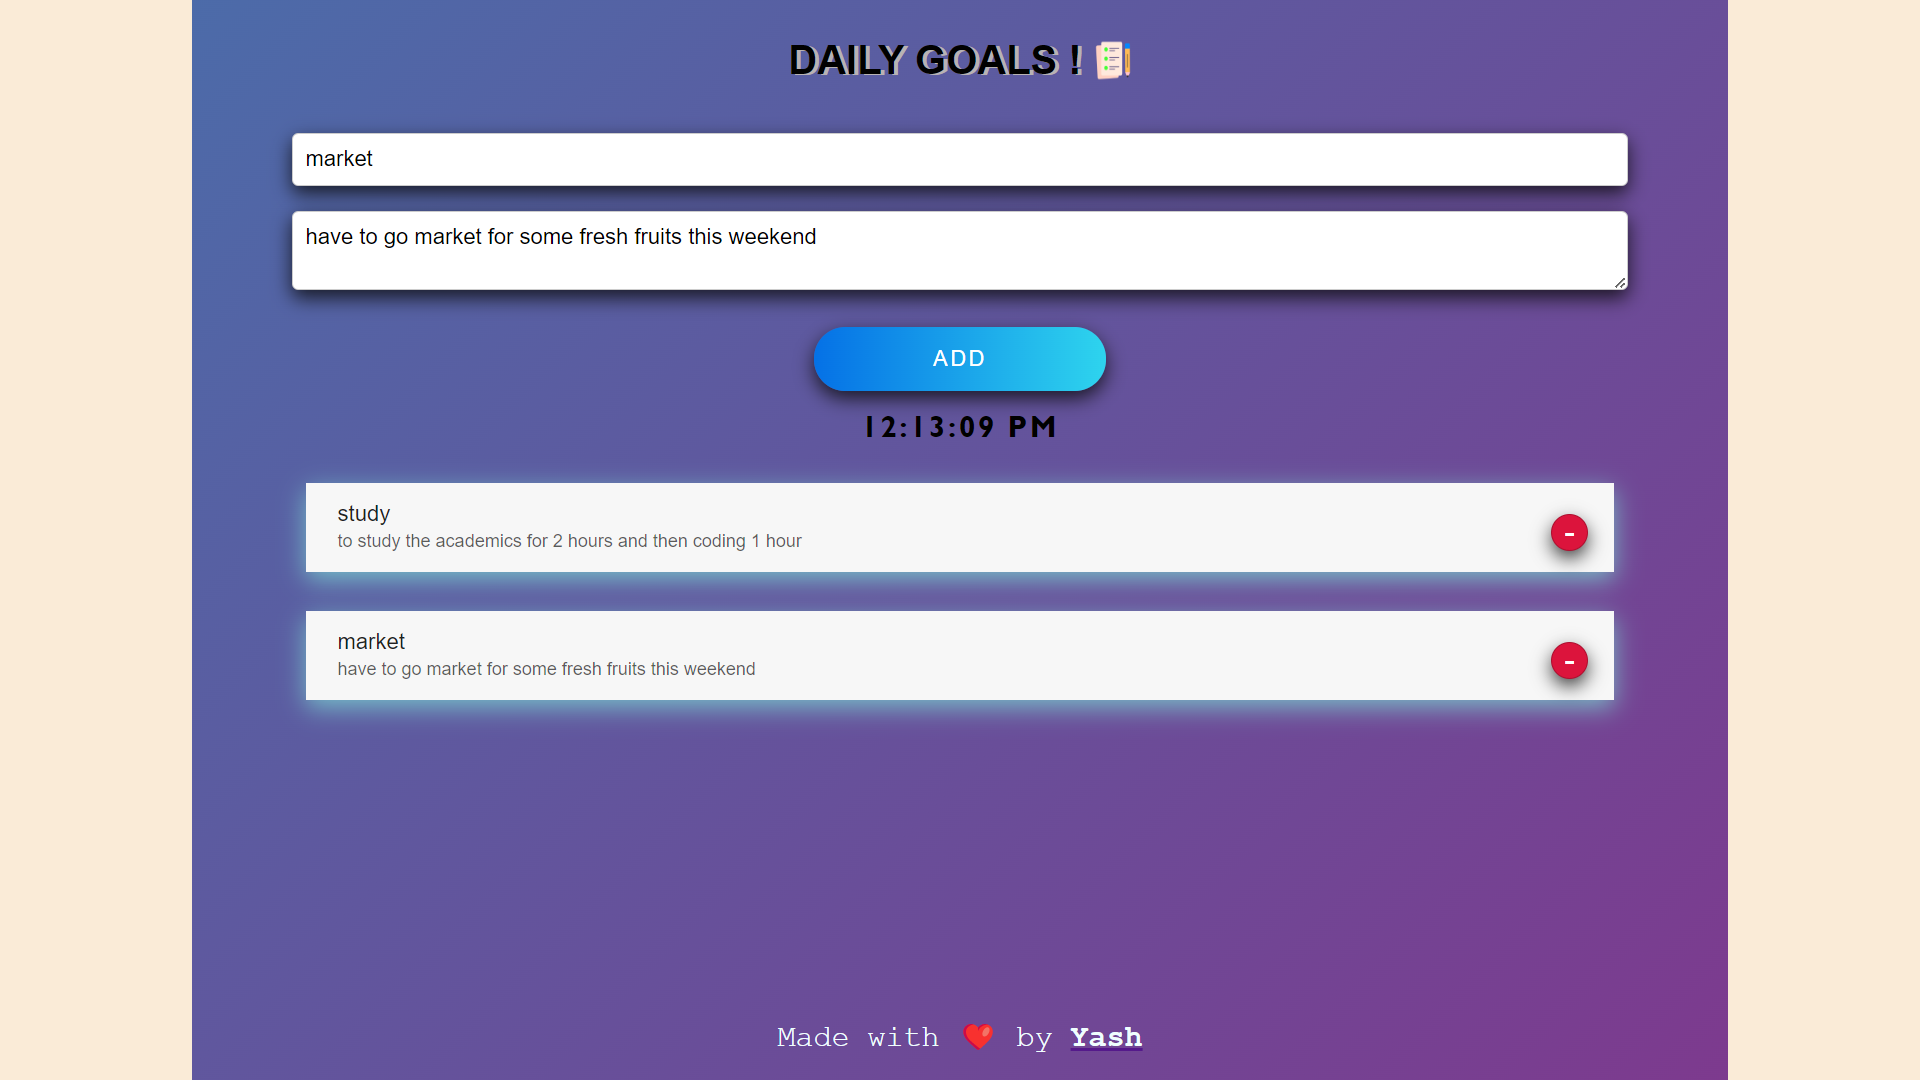 DAILY GOALS !
market
have to go market for some fresh fruits this weekend
ADD
12:13:09 PM
study
to study the academics for 2 hours and then coding 1 hour
-
market
have to go market for some fresh fruits this weekend
-
Made with ❤️ by Yash